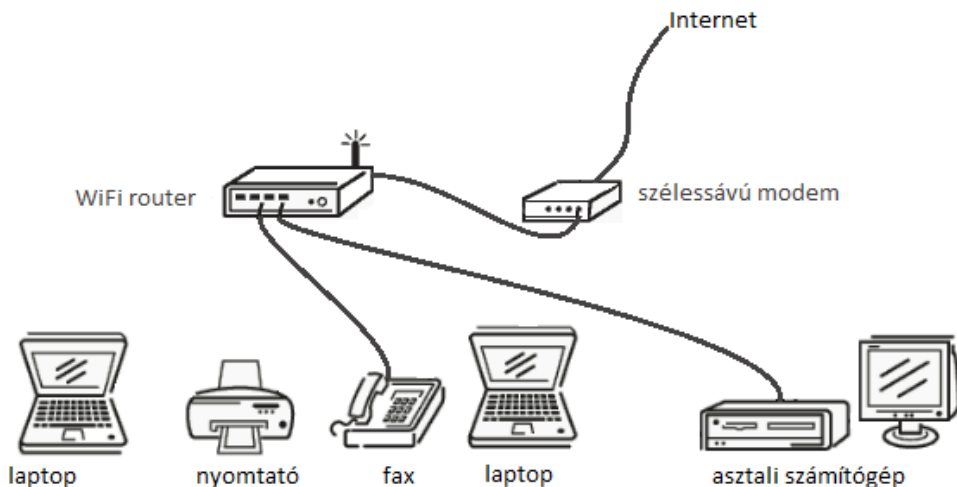 Internet
WiFi router
szélessávú modem
laptop
nyomtató
fax
laptop
asztali számítógép